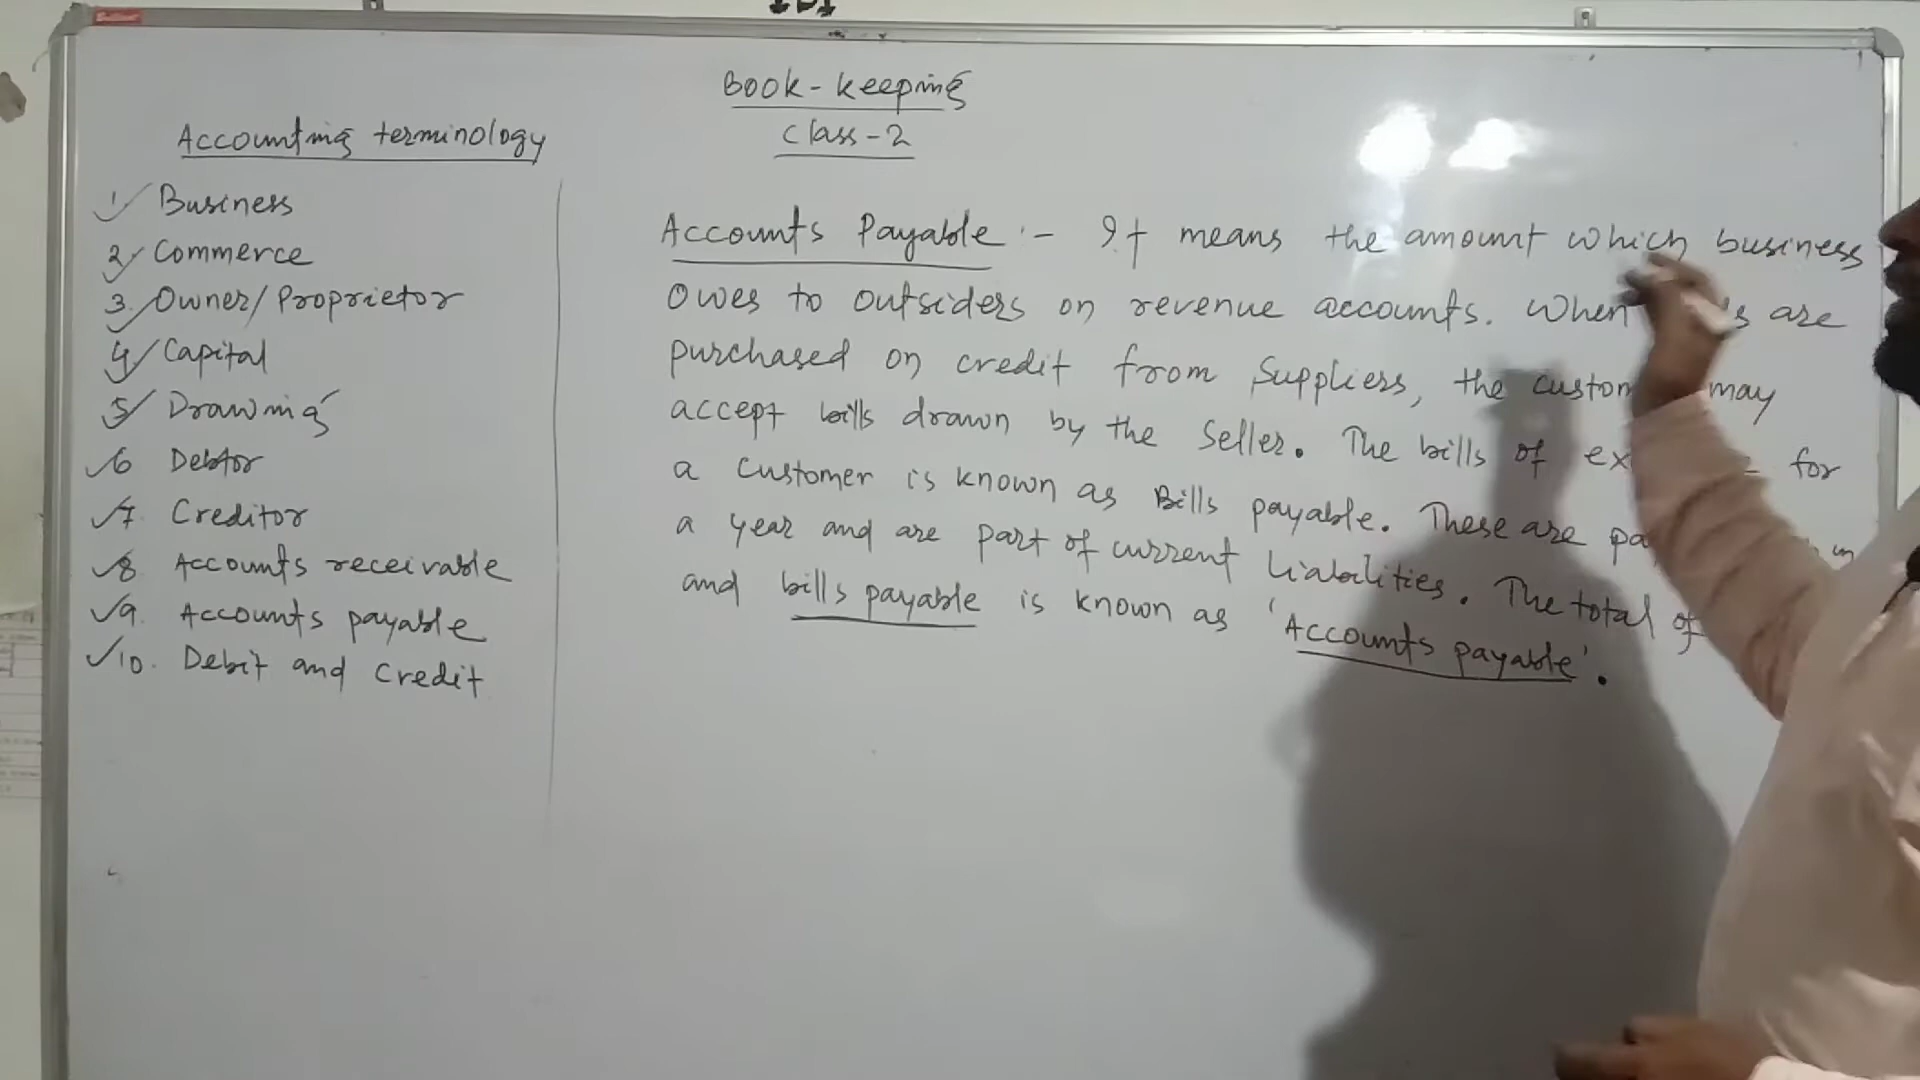 Book-keeping
Class-2
Accounting terminology
1. Business
2. Commerce
3. Owner/Proprietor
4. Capital
5. Drawing
6 Debtor
7. Creditor
8. Accounts receivable
9. Accounts payable
10. Debit and Credit
Accounts Payable :- It means the amount which business
Owes to outsiders on revenue accounts. When are
purchased on credit from Suppliers, the may
accept bills drawn by the Seller. The bills of for
a customer is known as Bills payable. These are
a year and are part of current liabilities. The total of
and bills payable is known as 'Accounts payable'.